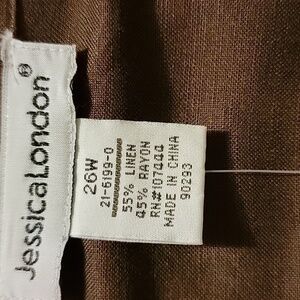 JessicaLondon®
26W
21-6199-0
55% LINEN
45% RAYON
RN#107444
MADE IN CHINA
90293